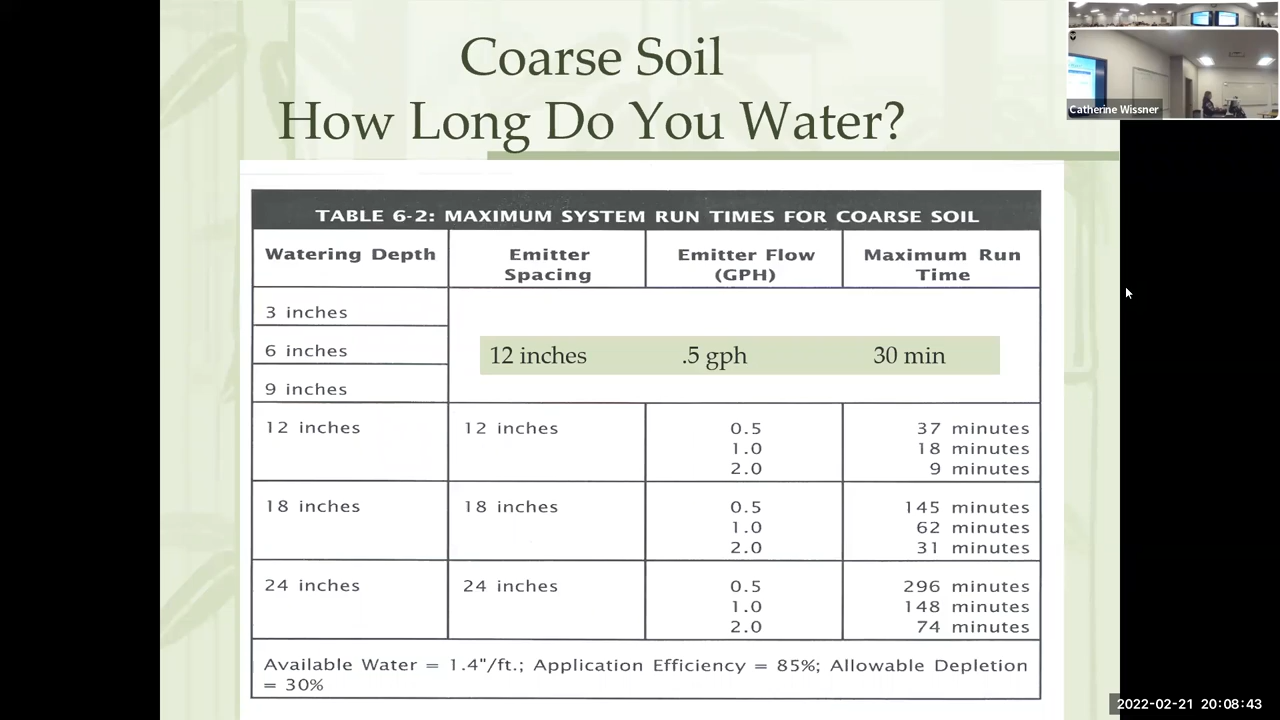 Coarse Soil
How Long Do You Water?
Catherine Wissner
TABLE 6-2: MAXIMUM SYSTEM RUN TIMES FOR COARSE SOIL
Watering Depth Emitter Spacing Emitter Flow (GPH) Maximum Run Time
3 inches
6 inches 12 inches .5 gph 30 min
9 inches
12 inches 12 inches 0.5 37 minutes
1.0 18 minutes
2.0 9 minutes
18 inches 18 inches 0.5 145 minutes
1.0 62 minutes
2.0 31 minutes
24 inches 24 inches 0.5 296 minutes
1.0 148 minutes
2.0 74 minutes
Available Water = 1.4"/ft.; Application Efficiency = 85%; Allowable Depletion
= 30%
2022-02-21 20:08:43